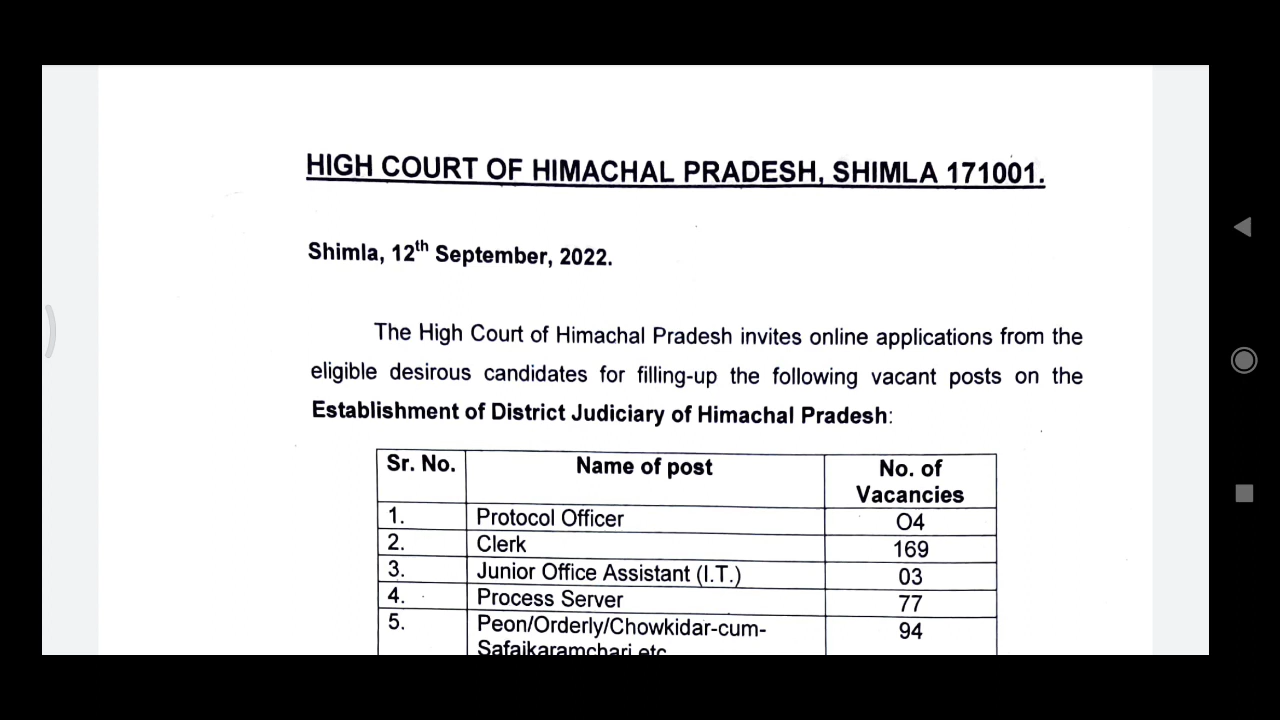 HIGH COURT OF HIMACHAL PRADESH, SHIMLA 171001.
Shimla, 12th September, 2022.
The High Court of Himachal Pradesh invites online applications from the
eligible desirous candidates for filling-up the following vacant posts on the
Establishment of District Judiciary of Himachal Pradesh:
Sr. No. Name of post No. of
Vacancies
1. Protocol Officer O4
2. Clerk 169
3. Junior Office Assistant (I.T.) 03
4. Process Server 77
5. Peon/Orderly/Chowkidar-cum- 94
Safaikaramchari etc